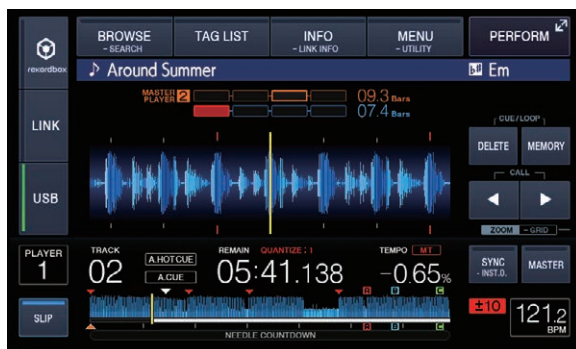 BROWSE
- SEARCH
TAG LIST
INFO
- LINK INFO
MENU
- UTILITY
PERFORM
rekordbox
♪ Around Summer
Em
MASTER PLAYER 2
09.3 Bars
07.4 Bars
LINK
USB
CUE/LOOP
DELETE
MEMORY
CALL
ZOOM
- GRID
PLAYER
1
TRACK
02
A.HOT CUE
A.CUE
REMAIN
QUANTIZE : 1
05:41.138
TEMPO
MT
-0.65%
SYNC
- INST.D.
MASTER
A
B
C
SLIP
A
B
C
NEEDLE COUNTDOWN
±10
121.2
BPM